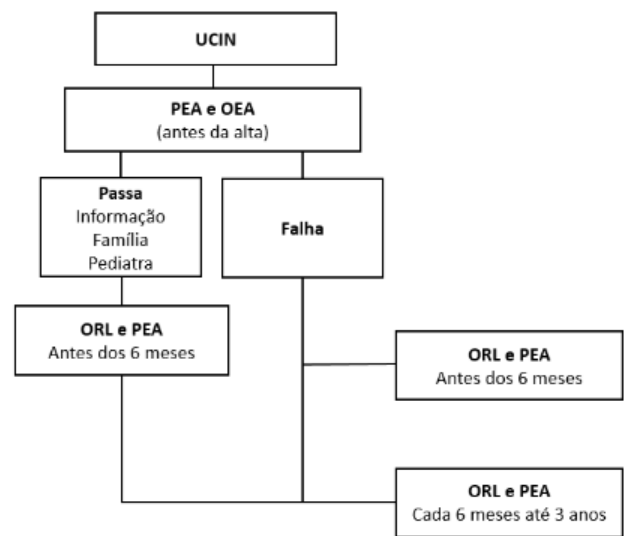 UCIN
PEA e OEA
(antes da alta)
Passa
Informação
Família
Pediatra
Falha
ORL e PEA
Antes dos 6 meses
ORL e PEA
Antes dos 6 meses
ORL e PEA
Cada 6 meses até 3 anos